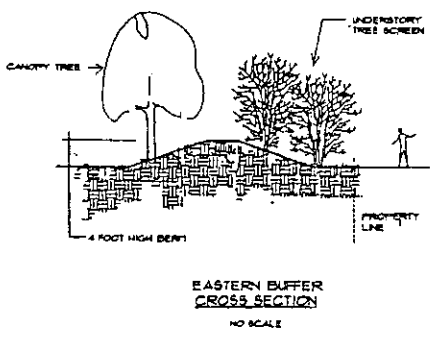 UNDERSTORY
TREE SCREEN
CANOPY TREE
PROPERTY
LINE
4 FOOT HIGH BERM
EASTERN BUFFER
CROSS SECTION
NO SCALE